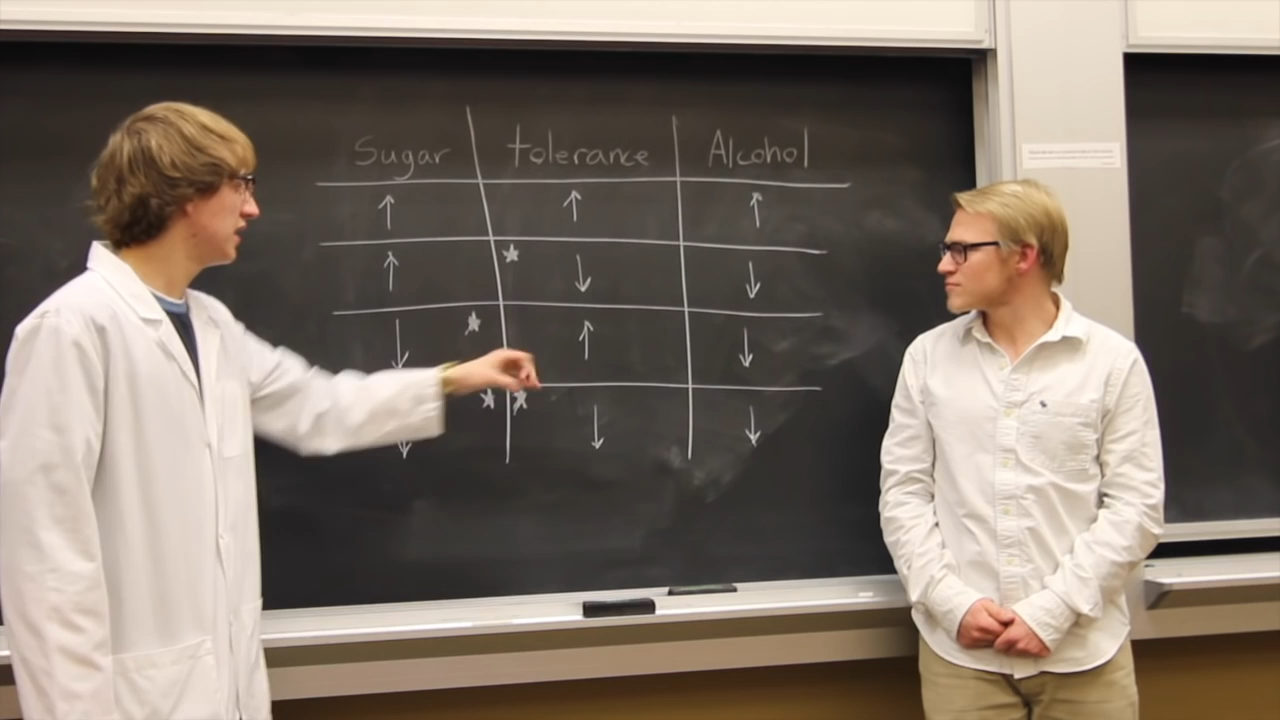 Sugar tolerance Alcohol
↑ ↑ ↑
↑ ★ ↓ ↓
↓ ★ ↑ ↓
↓ ★ ★ ↓ ↓